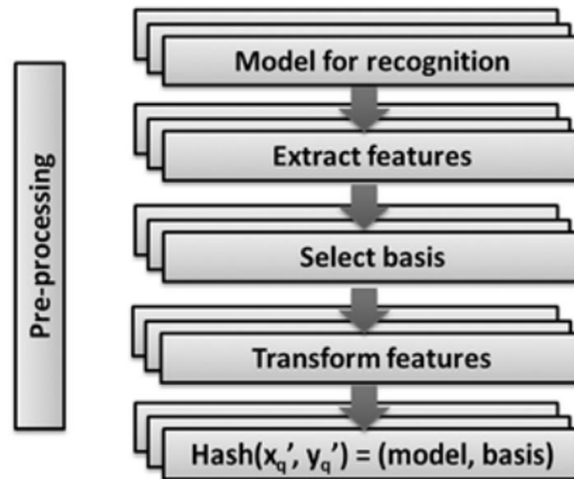 Pre-processing
Model for recognition
Extract features
Select basis
Transform features
Hash(x_q', y_q') = (model, basis)